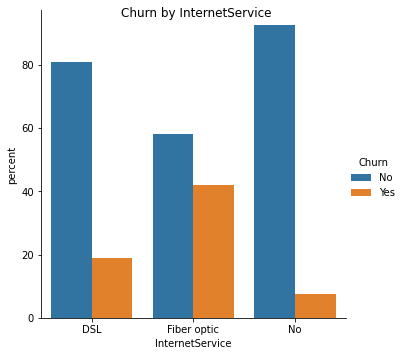 Churn by InternetService
percent
80
60
40
20
0
DSL
Fiber optic
No
InternetService
Churn
No
Yes